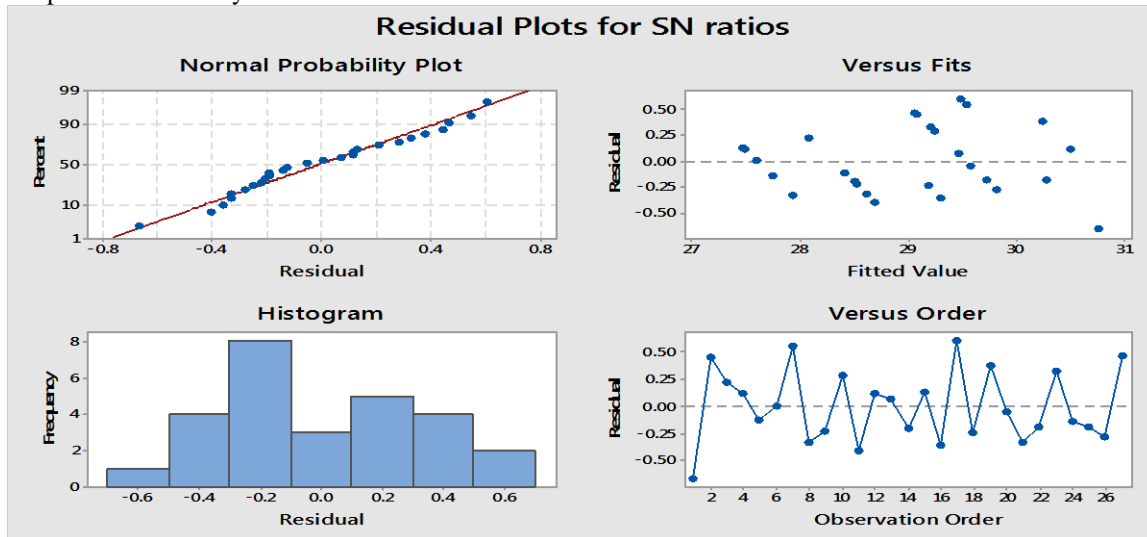 Residual Plots for SN ratios
Normal Probability Plot
99
90
50
10
1
Percent
-0.8 -0.4 0.0 0.4 0.8
Residual
Versus Fits
0.50
0.25
0.00
-0.25
-0.50
Residual
27 28 29 30 31
Fitted Value
Histogram
8
6
4
2
0
Frequency
-0.6 -0.4 -0.2 0.0 0.2 0.4 0.6
Residual
Versus Order
0.50
0.25
0.00
-0.25
-0.50
Residual
2 4 6 8 10 12 14 16 18 20 22 24 26
Observation Order